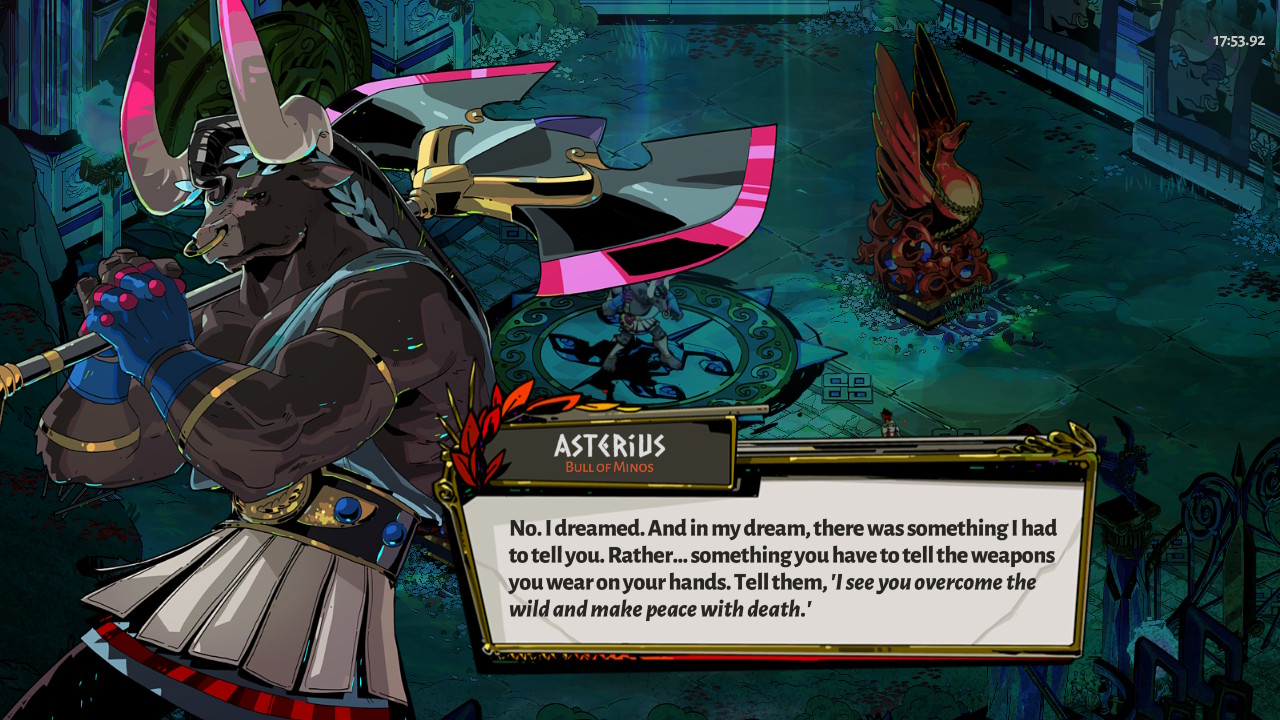 17:53.92
ASTERiUS
BULL OF MINOS
No. I dreamed. And in my dream, there was something I had
to tell you. Rather... something you have to tell the weapons
you wear on your hands. Tell them, 'I see you overcome the
wild and make peace with death.'